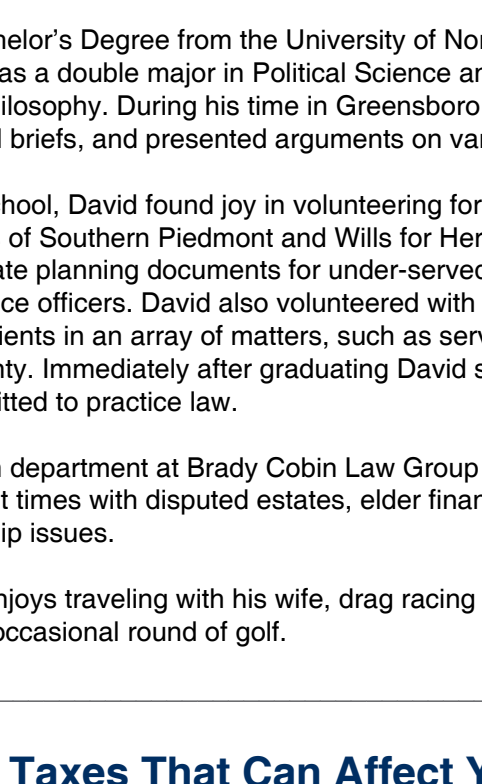 helor's Degree from the University of Nor
as a double major in Political Science an
ilosophy. During his time in Greensboro
l briefs, and presented arguments on var
chool, David found joy in volunteering for
of Southern Piedmont and Wills for Her
ate planning documents for under-served
ice officers. David also volunteered with
ients in an array of matters, such as serv
nty. Immediately after graduating David s
itted to practice law.
n department at Brady Cobin Law Group
t times with disputed estates, elder finan
ip issues.
njoys traveling with his wife, drag racing
occasional round of golf.
Taxes That Can Affect Y